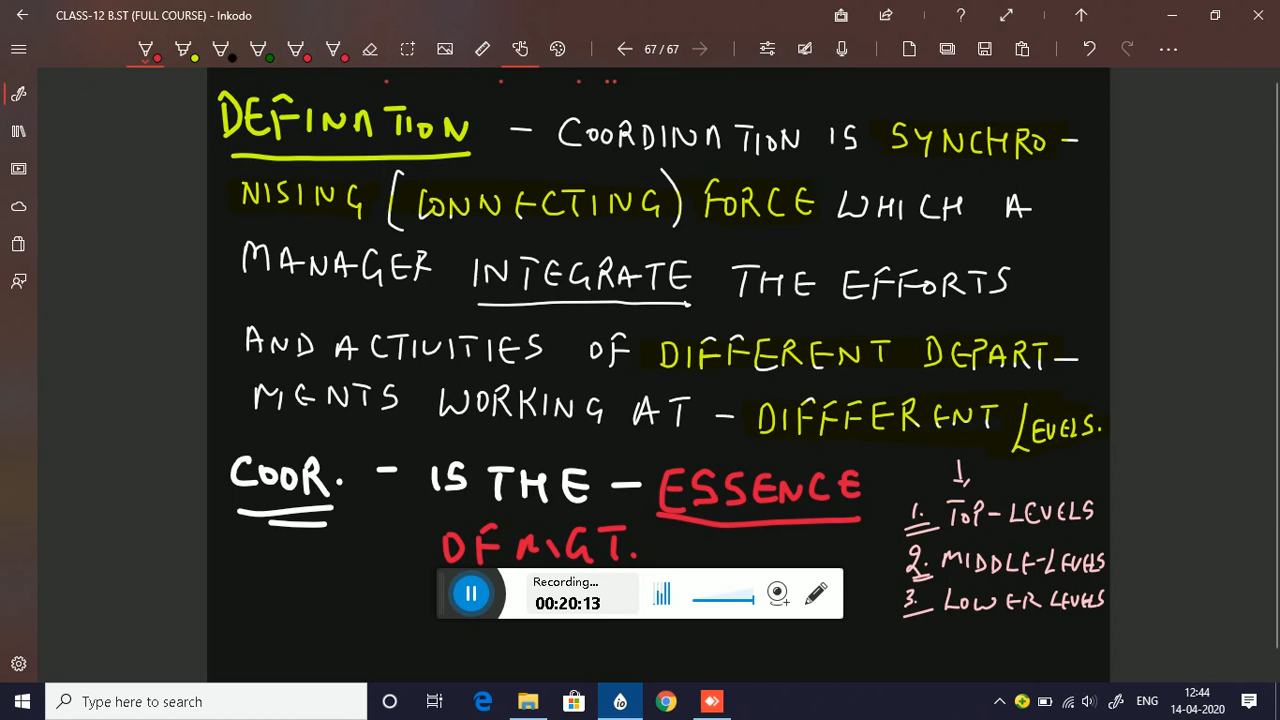 CLASS-12 B.ST (FULL COURSE) - Inkodo
67 / 67
DEFINATION - COORDINATION IS SYNCHRO-
NISING (CONNECTING) FORCE WHICH A
MANAGER INTEGRATE THE EFFORTS
AND ACTIVITIES OF DIFFERENT DEPART-
MENTS WORKING AT - DIFFFERENT LEVELS.
COOR. - IS THE - ESSENCE
OF MGT.
1. TOP-LEVELS
2. MIDDLE-LEVELS
3. LOWER LEVELS
Recording...
00:20:13
Type here to search
ENG
12:44
14-04-2020